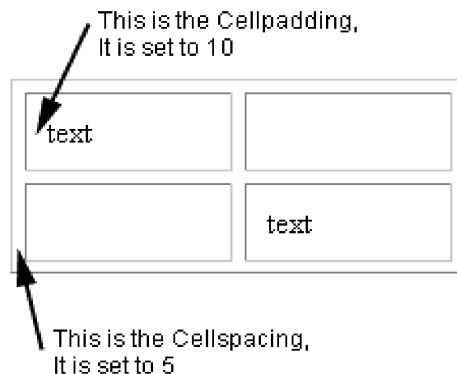 This is the Cellpadding,
It is set to 10
text
text
This is the Cellspacing,
It is set to 5